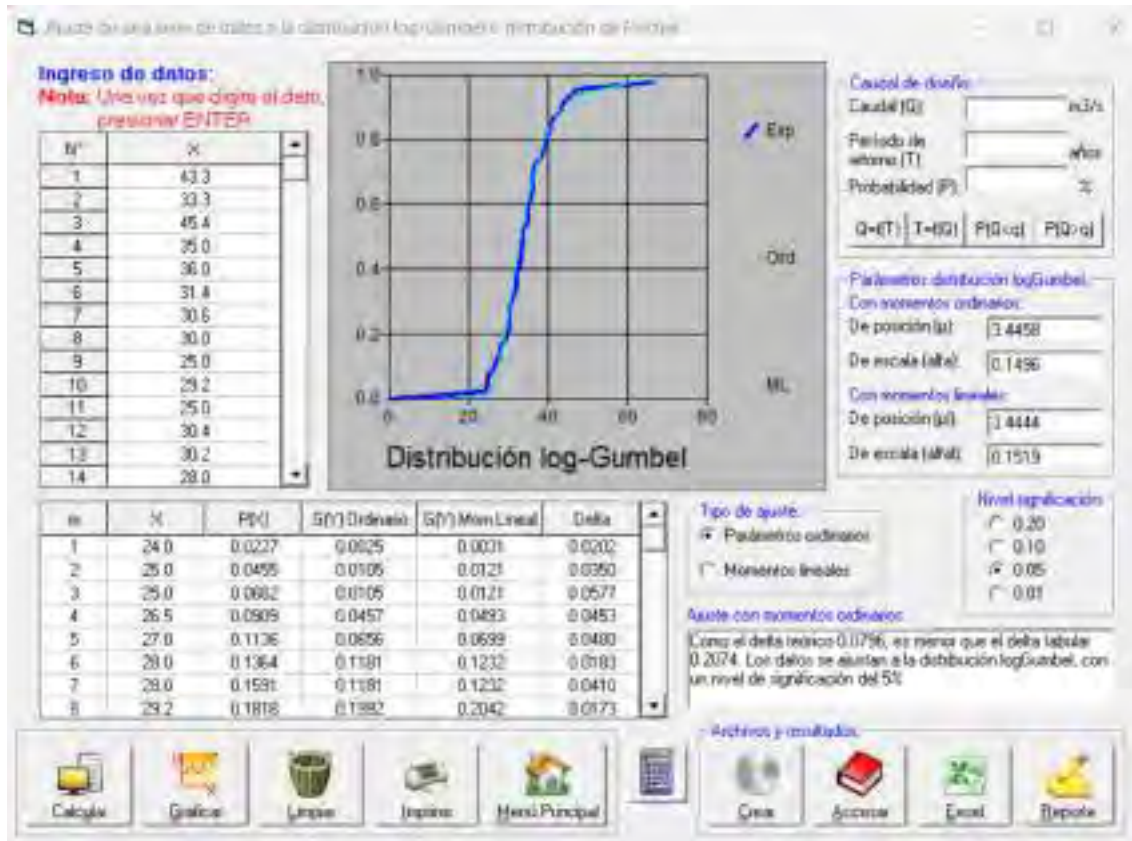 Ajuste de una serie de datos a la distribución log-Gumbel o distribución de Fréchet
Ingreso de datos:
Nota: Una vez que digite el dato,
presionar ENTER
N° X
1 43.3
2 33.3
3 45.4
4 35.0
5 36.0
6 31.4
7 30.6
8 30.0
9 25.0
10 29.2
11 25.0
12 30.4
13 30.2
14 28.0
1.0
0.8
0.6
0.4
0.2
0.0
0 20 40 60 80
Exp
Ord
ML
Distribución log-Gumbel
Caudal de diseño:
Caudal (Q): m3/s
Período de
retorno (T): años
Probabilidad (P): %
Q=f(T) T=f(Q) P(Q<q) P(Q>q)
Parámetros distribución logGumbel:
Con momentos ordinarios:
De posición (µ): 3.4458
De escala (alfa): 0.1496
Con momentos lineales:
De posición (µl): 3.4444
De escala (alfal): 0.1519
m X P(X) G(Y) Ordinario G(Y) Mom Lineal Delta
1 24.0 0.0227 0.0025 0.0031 0.0202
2 25.0 0.0455 0.0105 0.0121 0.0350
3 25.0 0.0682 0.0105 0.0121 0.0577
4 26.5 0.0909 0.0457 0.0493 0.0453
5 27.0 0.1136 0.0656 0.0699 0.0480
6 28.0 0.1364 0.1181 0.1232 0.0183
7 28.0 0.1591 0.1181 0.1232 0.0410
8 29.2 0.1818 0.1992 0.2042 0.0173
Tipo de ajuste:
Parámetros ordinarios
Momentos lineales
Nivel significación:
0.20
0.10
0.05
0.01
Ajuste con momentos ordinarios:
Como el delta teórico 0.0796, es menor que el delta tabular
0.2074. Los datos se ajustan a la distribución logGumbel, con
un nivel de significación del 5%
Archivos y resultados:
Calcular Graficar Limpiar Imprimir Menú Principal Crear Accesar Excel Reporte